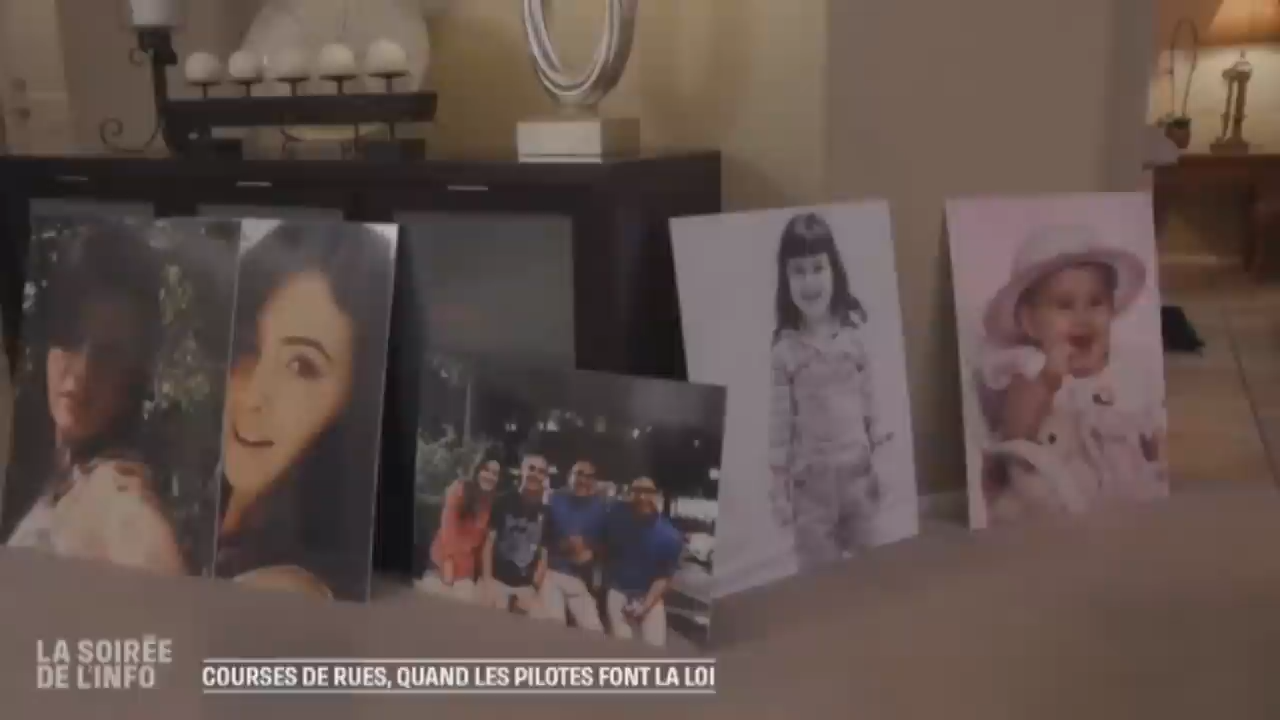 LA SOIRÉE
DE L'INFO
COURSES DE RUES, QUAND LES PILOTES FONT LA LOI